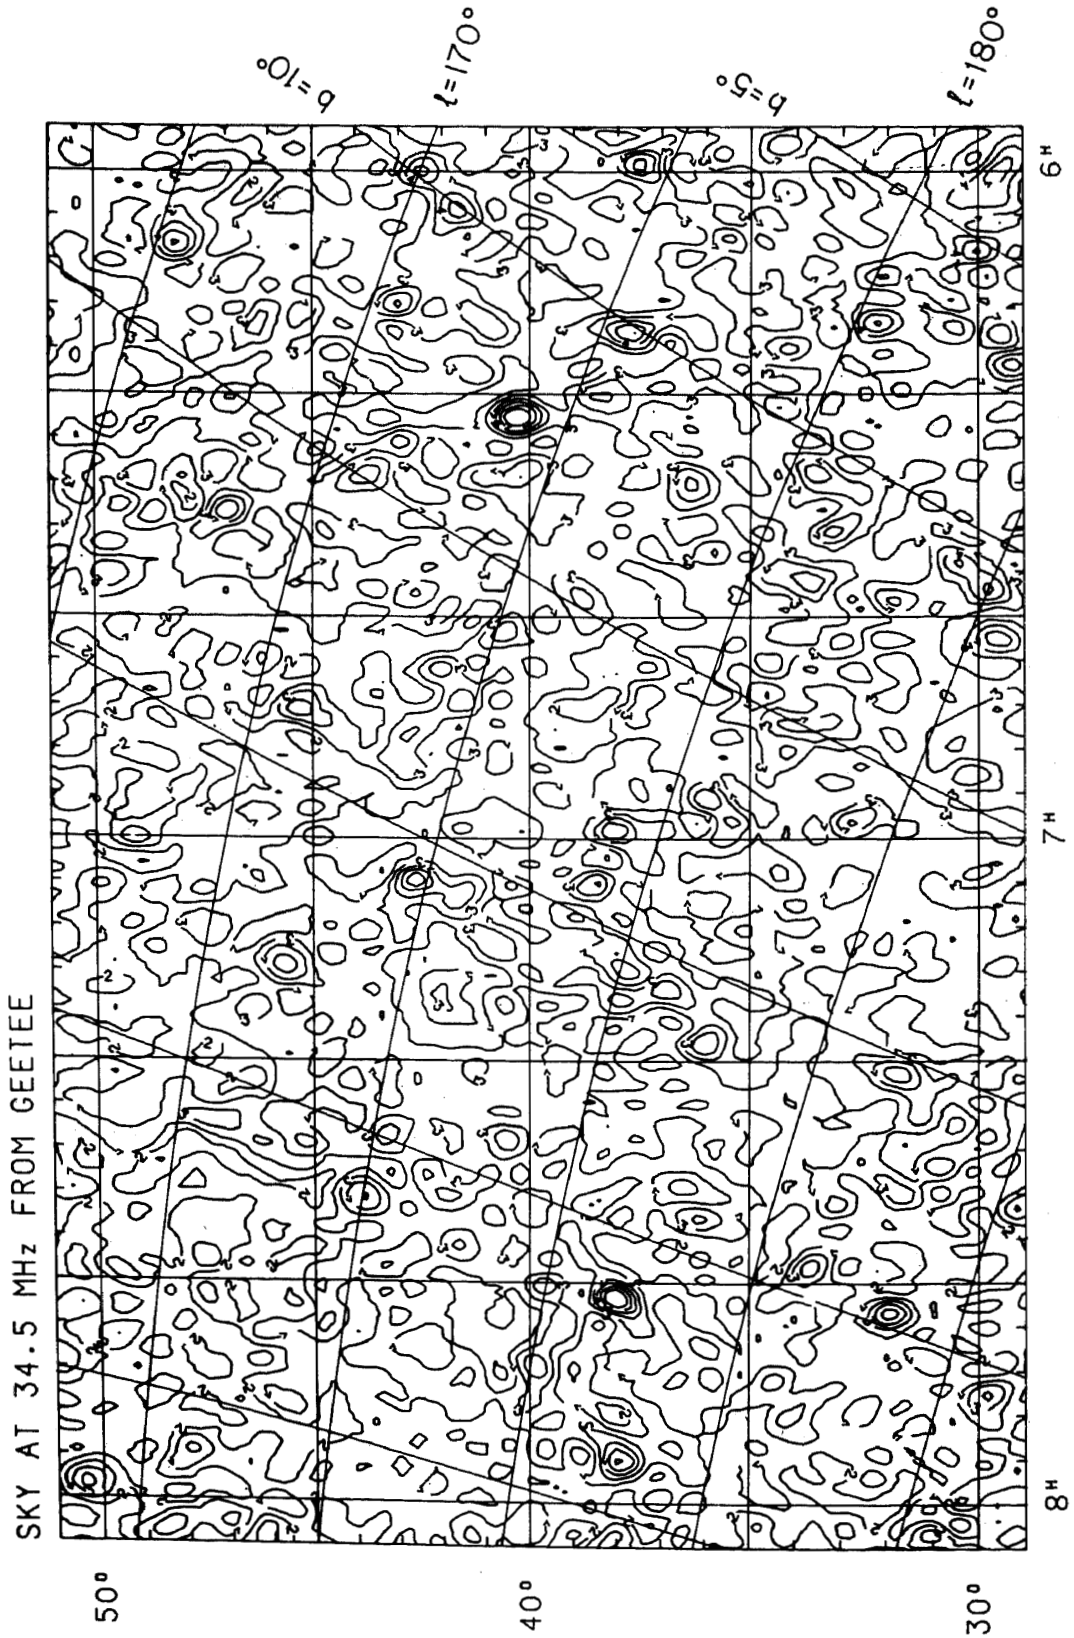 SKY AT 34.5 MHz FROM GEETEE
b=10°
l=170°
b=5°
l=180°
50°
40°
30°
8ᴴ
7ᴴ
6ᴴ